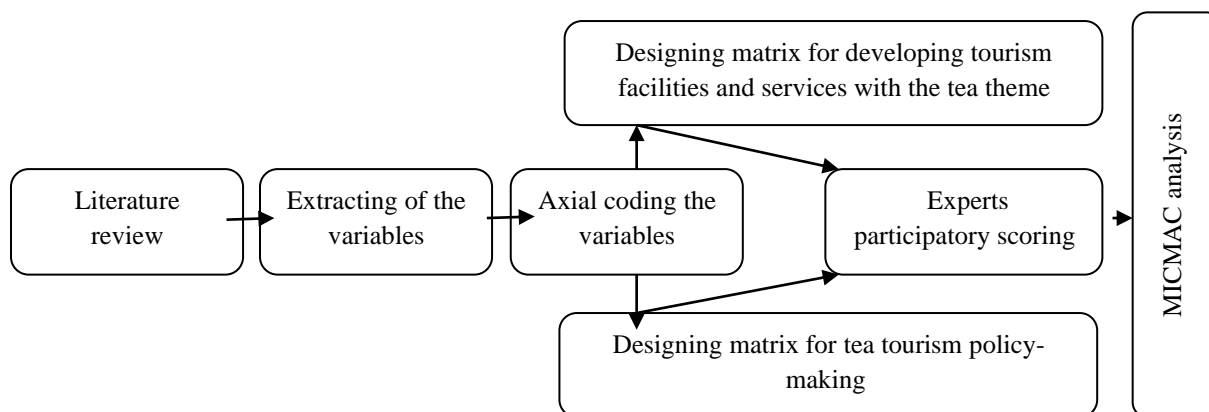 Literature
review
Extracting of the
variables
Axial coding the
variables
Designing matrix for developing tourism
facilities and services with the tea theme
Designing matrix for tea tourism policy-
making
Experts
participatory scoring
MICMAC analysis